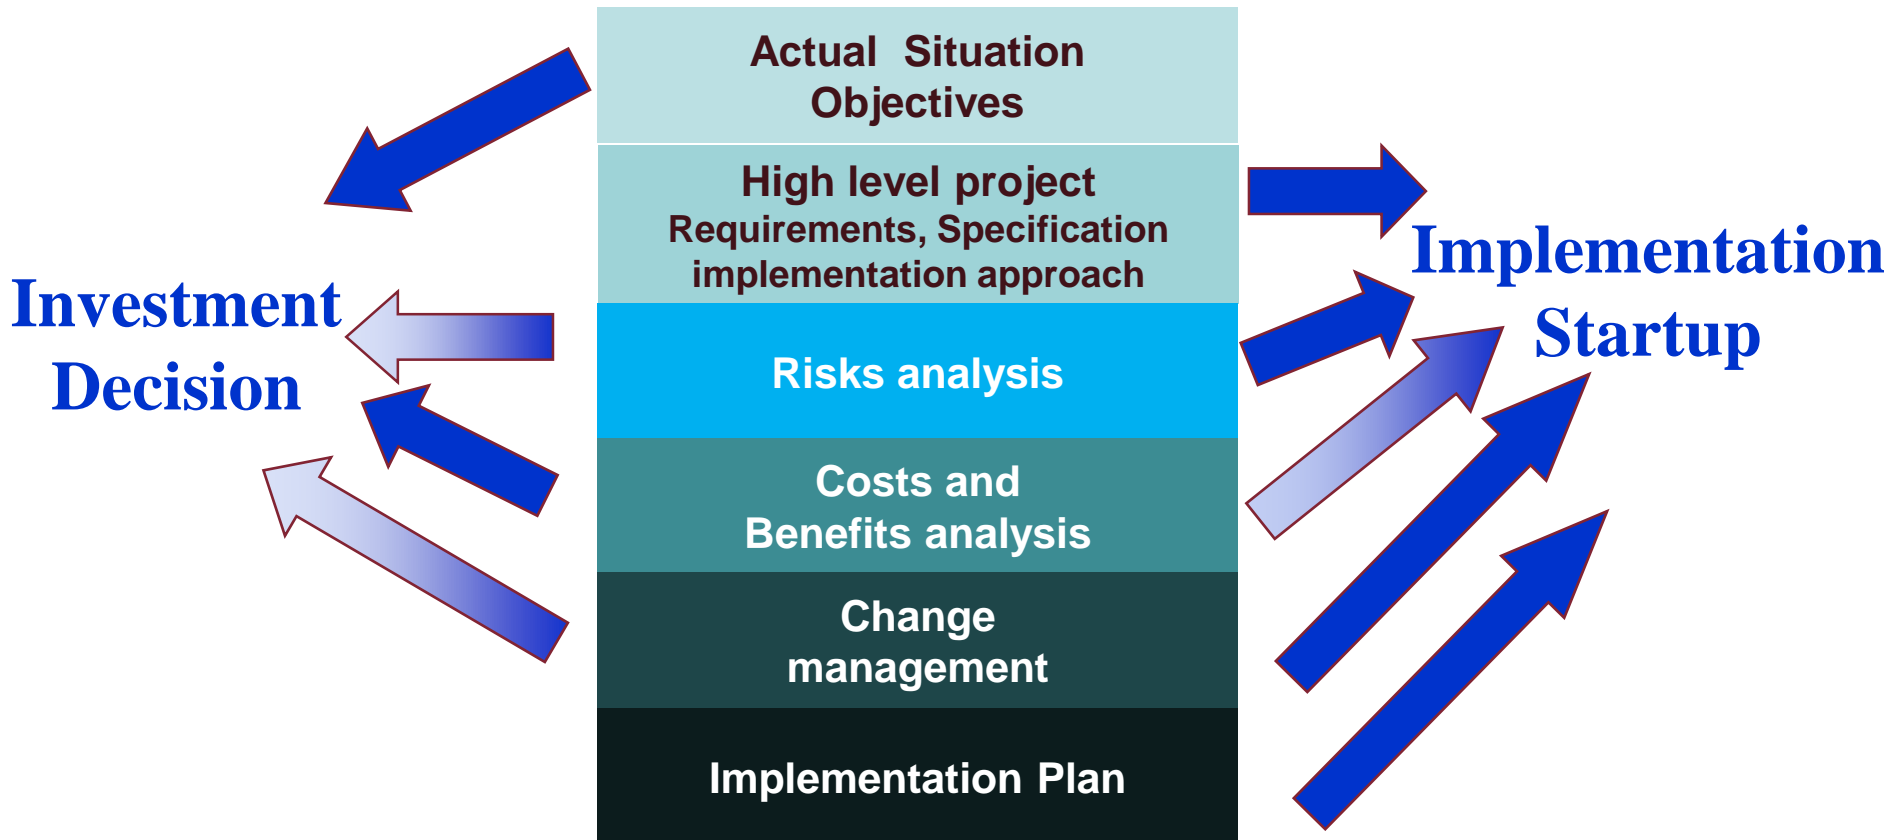 Actual Situation
Objectives
High level project
Requirements, Specification
implementation approach
Investment
Decision
Implementation
Startup
Risks analysis
Costs and
Benefits analysis
Change
management
Implementation Plan